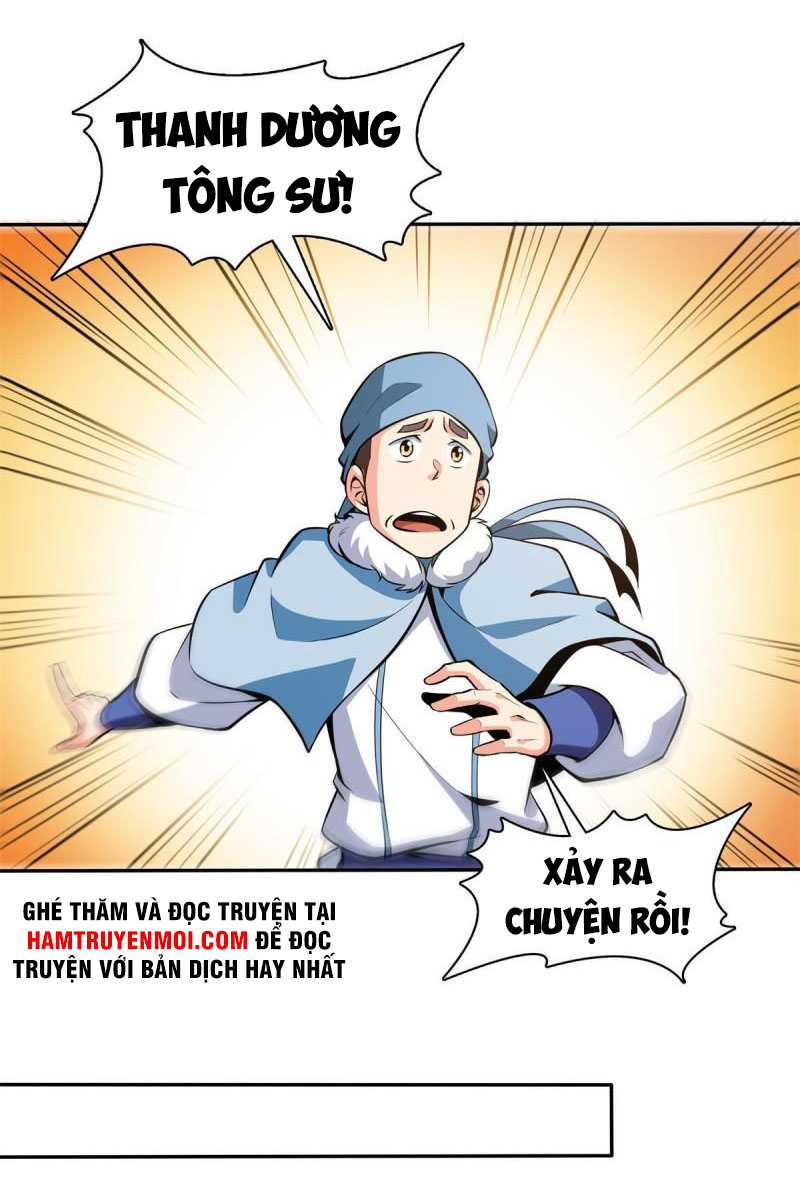 THANH DƯƠNG
TÔNG SƯ!
XẢY RA
CHUYỆN RỒI!
GHÉ THĂM VÀ ĐỌC TRUYỆN TẠI
HAMTRUYENMOI.COM ĐỂ ĐỌC
TRUYỆN VỚI BẢN DỊCH HAY NHẤT